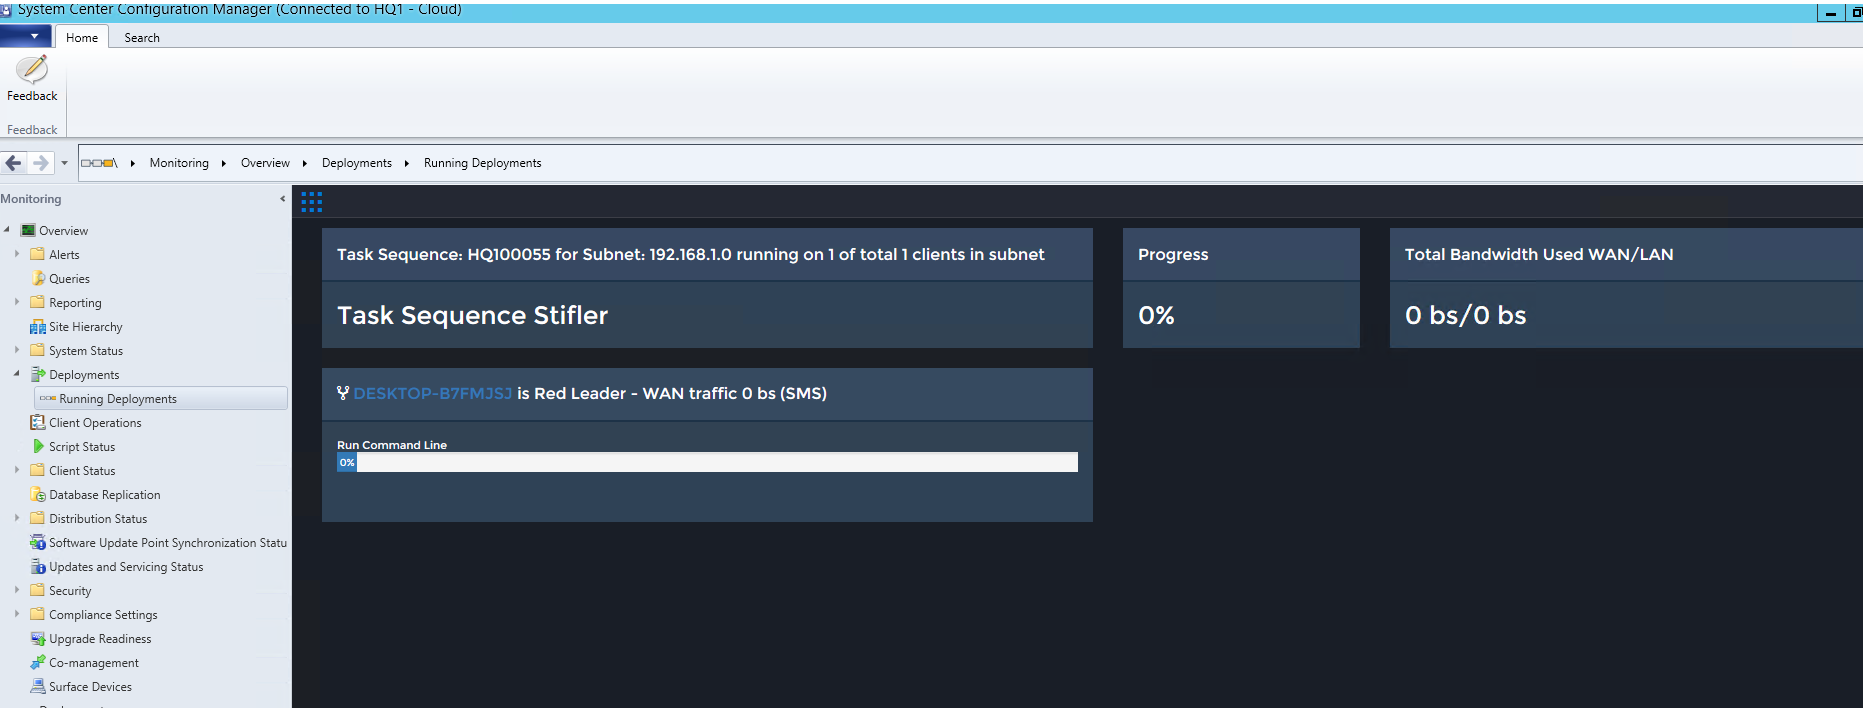 System Center Configuration Manager (Connected to HQ1 - Cloud)
Home Search
Feedback
Feedback
\ Monitoring Overview Deployments Running Deployments
Monitoring
Overview
Alerts
Queries
Reporting
Site Hierarchy
System Status
Deployments
Running Deployments
Client Operations
Script Status
Client Status
Database Replication
Distribution Status
Software Update Point Synchronization Statu
Updates and Servicing Status
Security
Compliance Settings
Upgrade Readiness
Co-management
Surface Devices
Task Sequence: HQ100055 for Subnet: 192.168.1.0 running on 1 of total 1 clients in subnet
Task Sequence Stifler
Progress
0%
Total Bandwidth Used WAN/LAN
0 bs/0 bs
DESKTOP-B7FMJSJ is Red Leader - WAN traffic 0 bs (SMS)
Run Command Line
0%